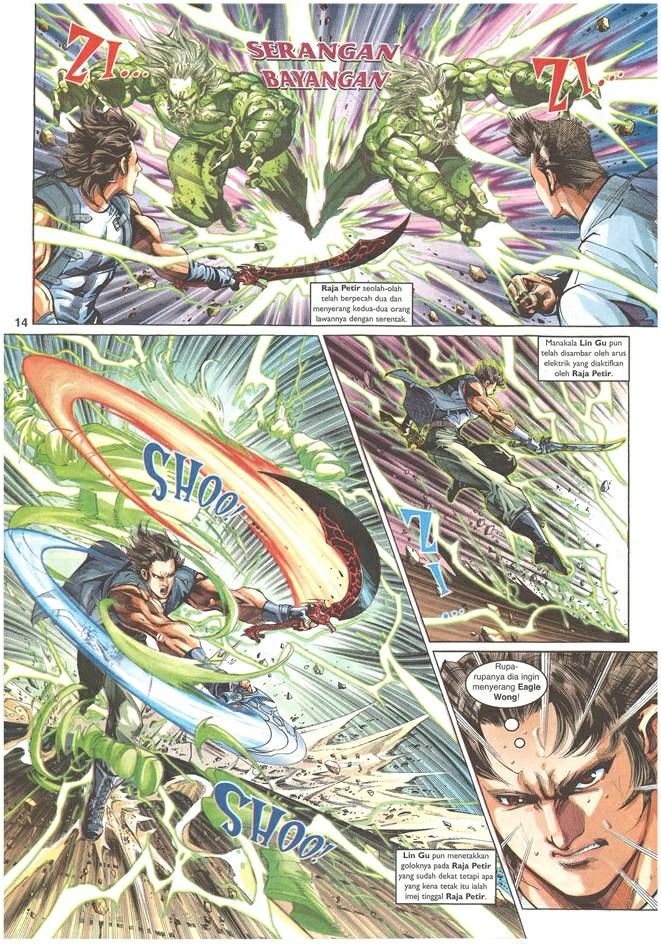 ZI...
SERANGAN
BAYANGAN
ZI...
Raja Petir seolah-olah
telah berpecah dua dan
menyerang kedua-dua orang
lawannya dengan serentak.
14
SHOO!
Manakala Lin Gu pun
telah disambar oleh arus
elektrik yang diaktifkan
oleh Raja Petir.
ZI...
SHOO!
Lin Gu pun menetakkan
goloknya pada Raja Petir
yang sudah dekat tetapi apa
yang kena tetak itu ialah
imej tinggal Raja Petir.
Rupa-
rupanya dia ingin
menyerang Eagle
Wong!